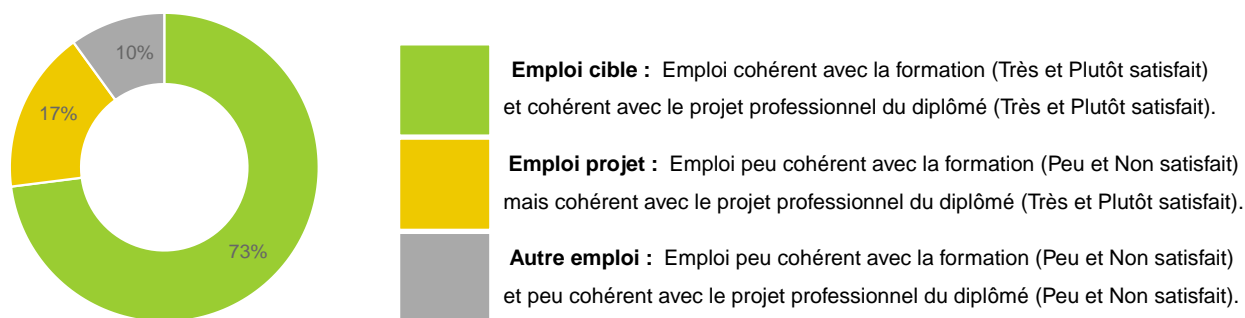 10%
17%
73%
Emploi cible : Emploi cohérent avec la formation (Très et Plutôt satisfait)
et cohérent avec le projet professionnel du diplômé (Très et Plutôt satisfait).
Emploi projet : Emploi peu cohérent avec la formation (Peu et Non satisfait)
mais cohérent avec le projet professionnel du diplômé (Très et Plutôt satisfait).
Autre emploi : Emploi peu cohérent avec la formation (Peu et Non satisfait)
et peu cohérent avec le projet professionnel du diplômé (Peu et Non satisfait).